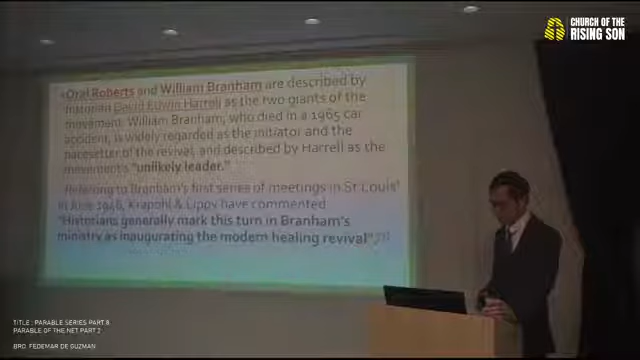 CHURCH OF THE
RISING SON
Oral Roberts and William Branham are described by
historian David Edwin Harrell as the two giants of the
movement. William Branham, who died in a 1965 car
accident, is widely regarded as the initiator and the
pacesetter of the revival, and described by Harrell as the
movement's "unlikely leader."
Referring to Branham's first series of meetings in St Louis'
in June 1946, Krapohl & Lippy have commented
"Historians generally mark this turn in Branham's
ministry as inaugurating the modern healing revival"
TITLE : PARABLE SERIES PART 8
PARABLE OF THE NET PART 2
BRO. FEDEMAR DE GUZMAN